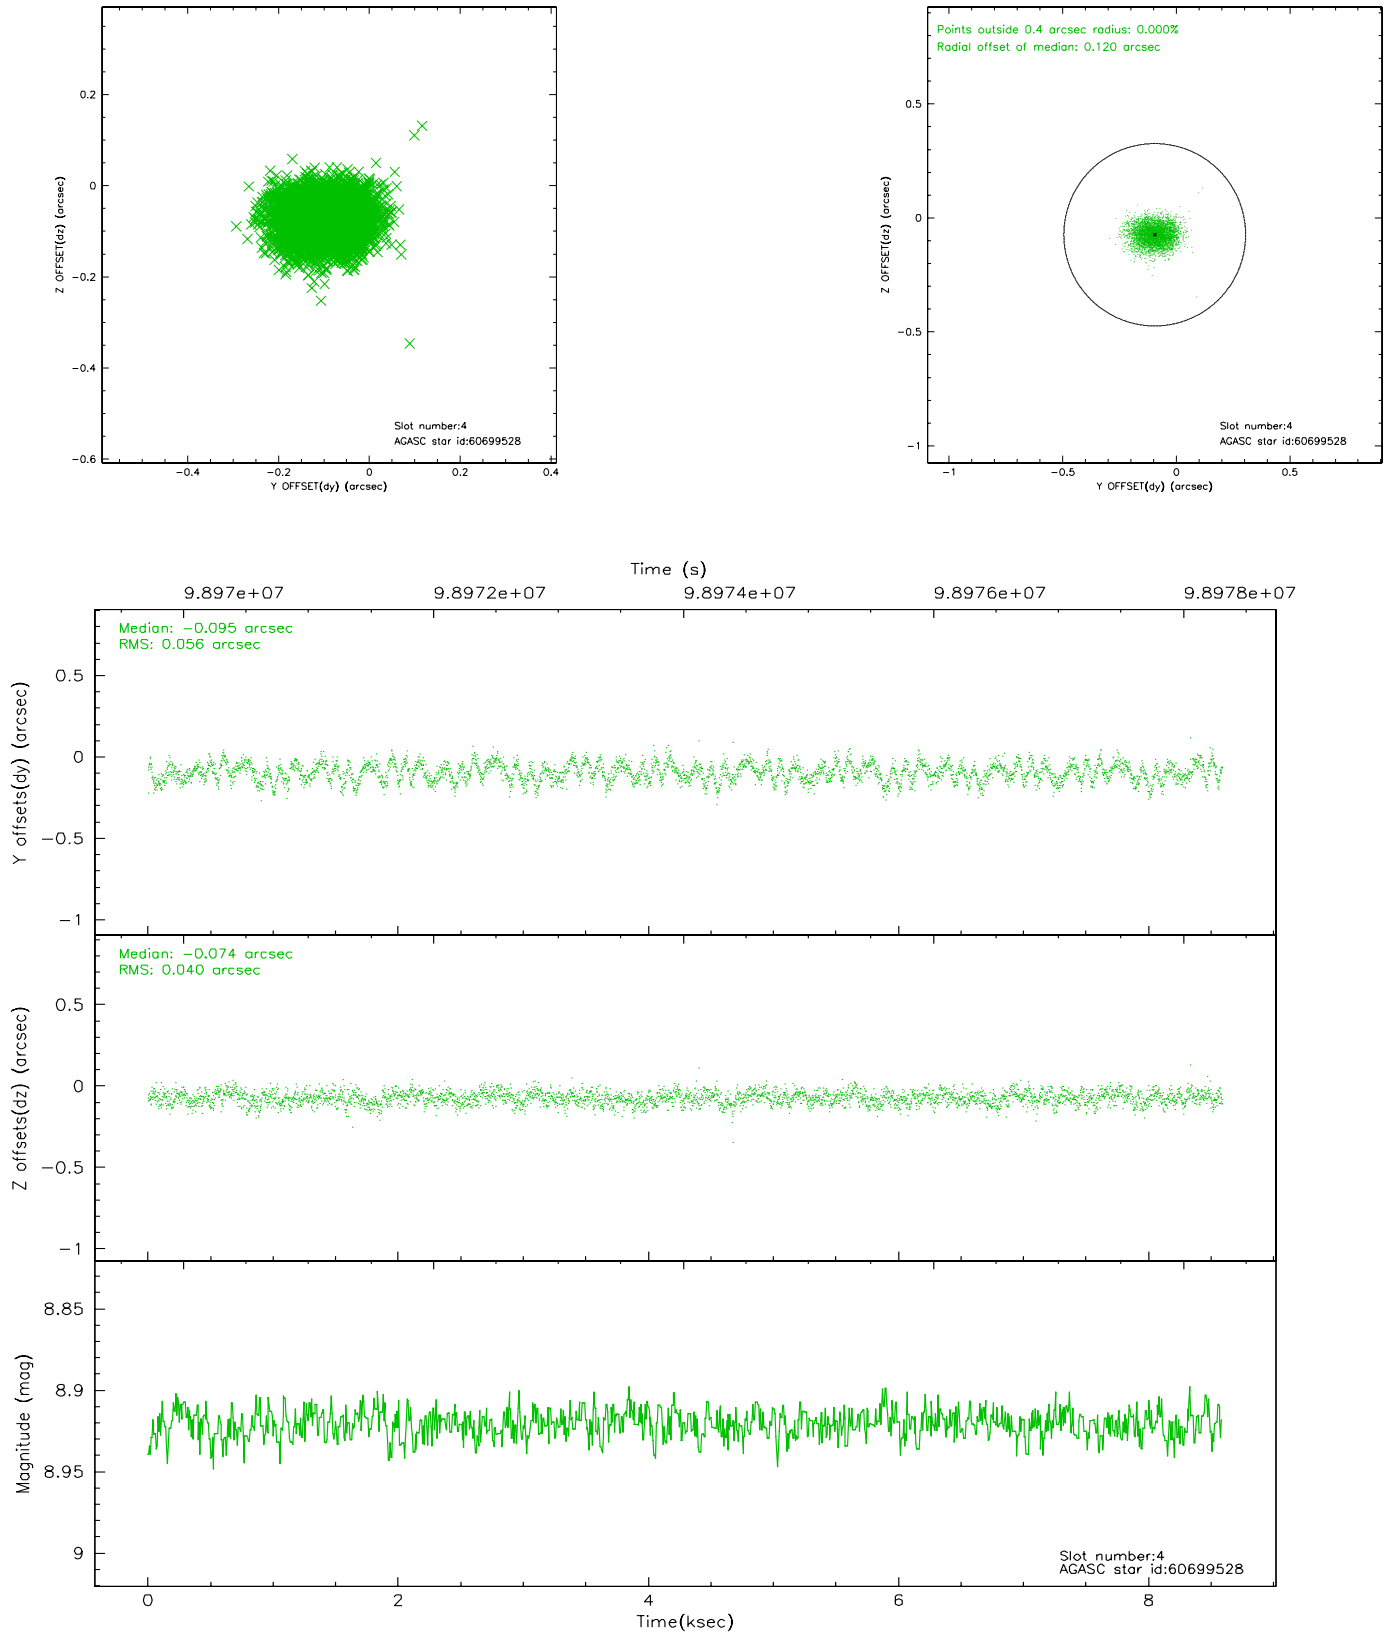 0.2
0
-0.2
-0.4
-0.6
Z OFFSET(dz) (arcsec)
Slot number:4
AGASC star id:60699528
-0.4 -0.2 0 0.2 0.4
Y OFFSET(dy) (arcsec)
Points outside 0.4 arcsec radius: 0.000%
Radial offset of median: 0.120 arcsec
0.5
0
-0.5
-1
Z OFFSET(dz) (arcsec)
Slot number:4
AGASC star id:60699528
-1 -0.5 0 0.5
Y OFFSET(dy) (arcsec)
Time (s)
9.897e+07 9.8972e+07 9.8974e+07 9.8976e+07 9.8978e+07
Median: -0.095 arcsec
RMS: 0.056 arcsec
0.5
0
-0.5
-1
Y offsets(dy) (arcsec)
Median: -0.074 arcsec
RMS: 0.040 arcsec
0.5
0
-0.5
-1
Z offsets(dz) (arcsec)
8.85
8.9
8.95
9
Magnitude (mag)
Slot number:4
AGASC star id:60699528
0 2 4 6 8
Time(ksec)